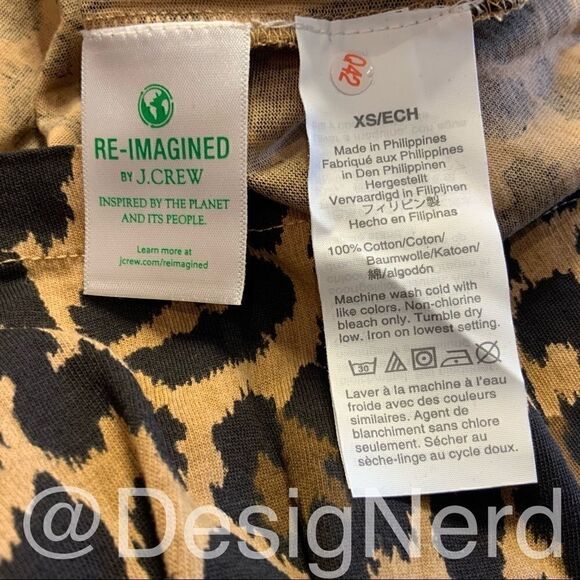 RE-IMAGINED
BY J.CREW
INSPIRED BY THE PLANET
AND ITS PEOPLE.
Learn more at
jcrew.com/reimagined
Q42
XS/ECH
Made in Philippines
Fabriqué aux Philippines
in Den Philippinen
Hergestellt
Vervaardigd in Filipijnen
フィリピン製
Hecho en Filipinas
100% Cotton/Coton/
Baumwolle/Katoen/
綿/algodón
Machine wash cold with
like colors. Non-chlorine
bleach only. Tumble dry
low. Iron on lowest setting.
30
Laver à la machine à l'eau
froide avec des couleurs
similaires. Agent de
blanchiment sans chlore
seulement. Sécher au
sèche-linge au cycle doux.
@DesigNerd